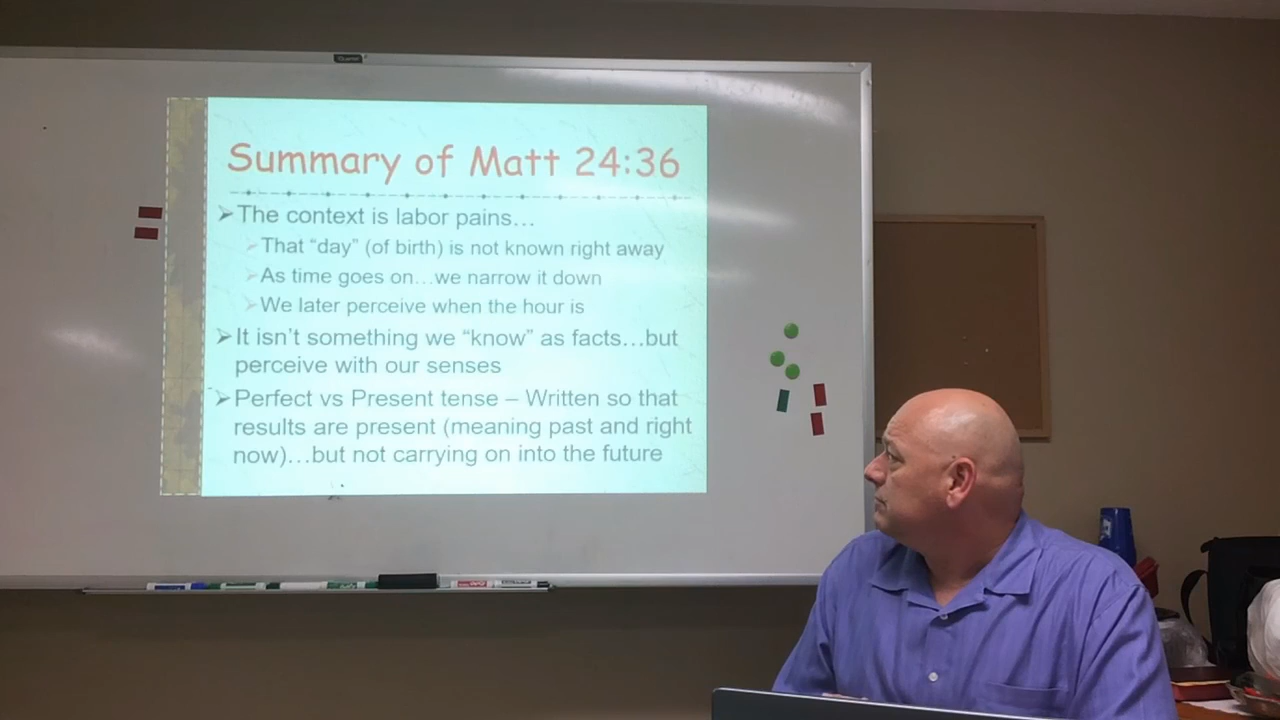 Summary of Matt 24:36
The context is labor pains…
That “day” (of birth) is not known right away
As time goes on…we narrow it down
We later perceive when the hour is
It isn’t something we “know” as facts…but
perceive with our senses
Perfect vs Present tense – Written so that
results are present (meaning past and right
now)…but not carrying on into the future